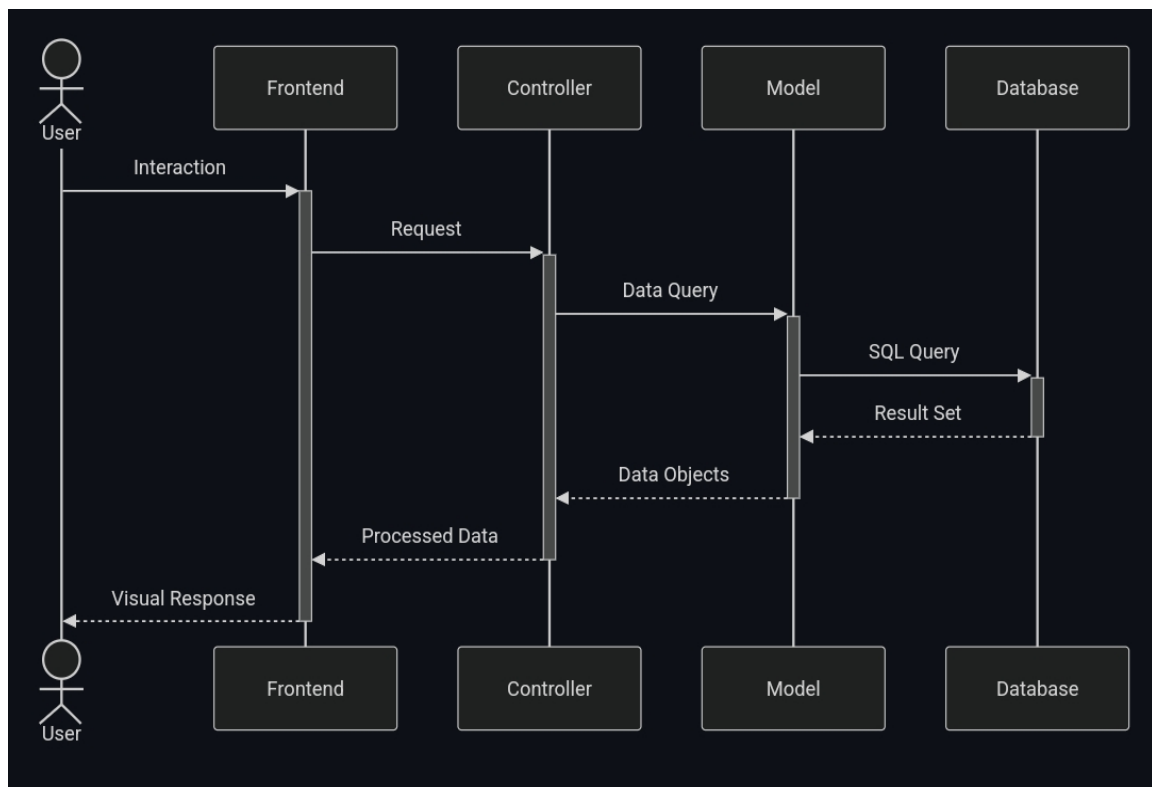 Frontend
Controller
Model
Database
User
Interaction
Request
Data Query
SQL Query
Result Set
Data Objects
Processed Data
Visual Response
Frontend
Controller
Model
Database
User